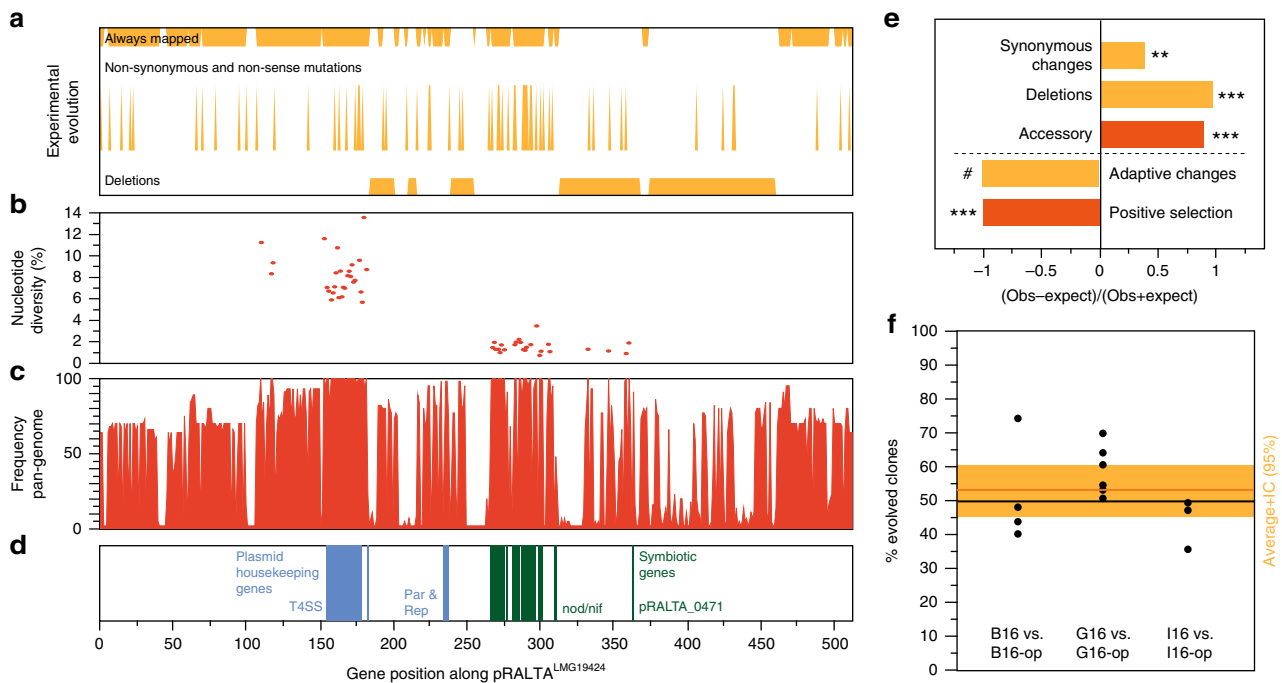 a
Always mapped
Non-synonymous and non-sense mutations
Experimental
evolution
Deletions
b
14
12
10
8
6
4
2
0
Nucleotide
diversity (%)
c
100
50
0
Frequency
pan-genome
d
Plasmid
housekeeping
genes
T4SS
Par &
Rep
nod/nif
Symbiotic
genes
pRALTA_0471
0 50 100 150 200 250 300 350 400 450 500
Gene position along pRALTA^LMG19424
e
Synonymous
changes
**
Deletions
***
Accessory
***
# Adaptive changes
*** Positive selection
−1 −0.5 0 0.5 1
(Obs−expect)/(Obs+expect)
f
100
90
80
70
60
50
40
30
20
10
0
% evolved clones
B16 vs.
B16-op
G16 vs.
G16-op
I16 vs.
I16-op
Average+IC (95%)